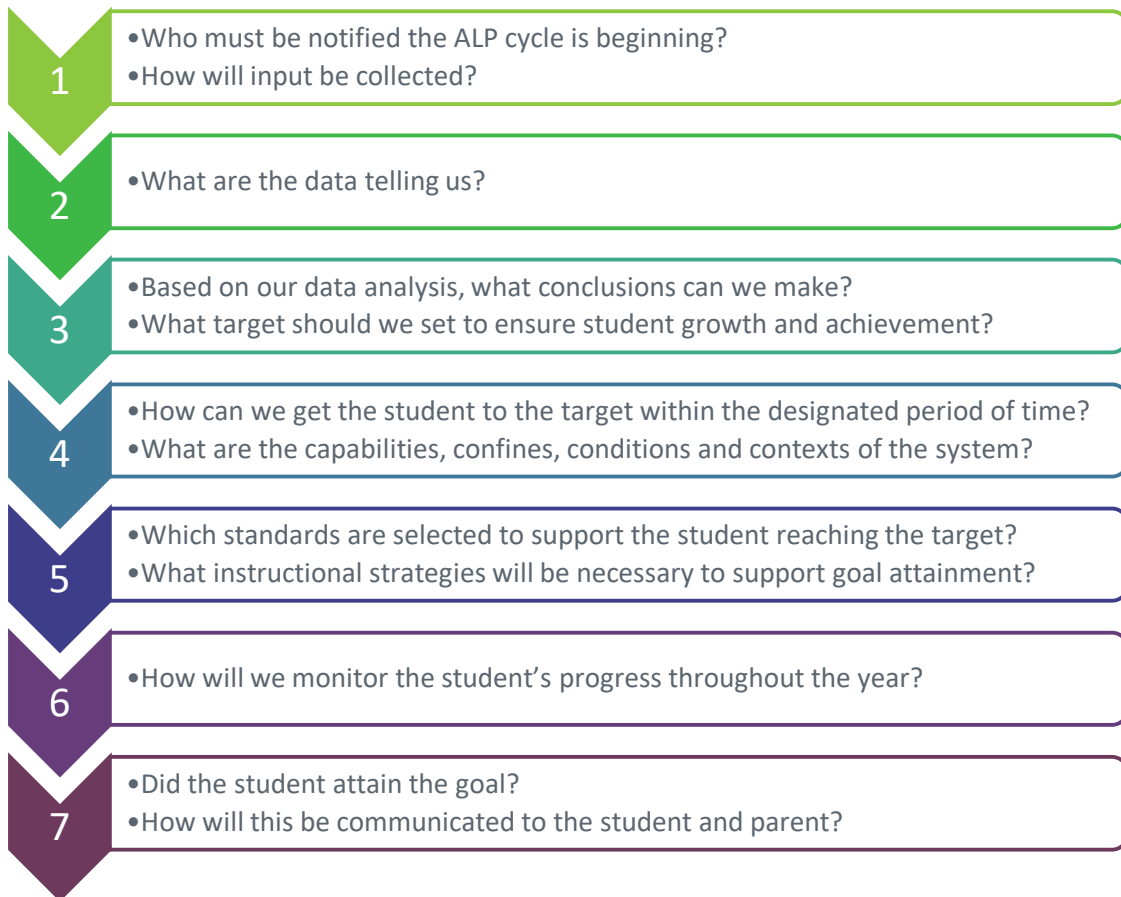 1
•Who must be notified the ALP cycle is beginning?
•How will input be collected?
2
•What are the data telling us?
3
•Based on our data analysis, what conclusions can we make?
•What target should we set to ensure student growth and achievement?
4
•How can we get the student to the target within the designated period of time?
•What are the capabilities, confines, conditions and contexts of the system?
5
•Which standards are selected to support the student reaching the target?
•What instructional strategies will be necessary to support goal attainment?
6
•How will we monitor the student’s progress throughout the year?
7
•Did the student attain the goal?
•How will this be communicated to the student and parent?